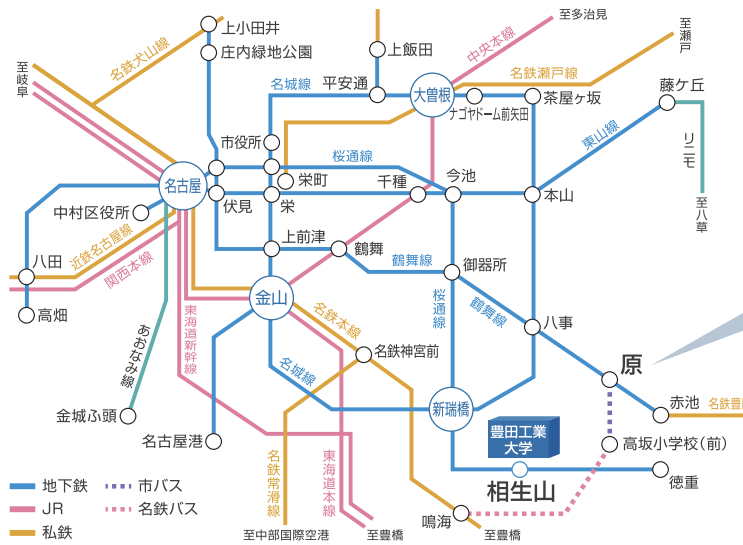 至多治見
至瀬戸
上小田井
庄内緑地公園
名鉄犬山線
至岐阜
上飯田
中央本線
名鉄瀬戸線
藤ケ丘
名城線
平安通
大曽根
ナゴヤドーム前矢田
茶屋ヶ坂
東山線
リニモ
至八草
市役所
桜通線
名古屋
栄町
千種
今池
本山
中村区役所
伏見
栄
上前津
鶴舞
鶴舞線
御器所
近鉄名古屋線
関西本線
八田
高畑
金山
桜通線
鶴舞線
八事
東海道新幹線
名鉄本線
名鉄神宮前
あおなみ線
名城線
原
赤池
名鉄豊田
金城ふ頭
名古屋港
新瑞橋
豊田工業
大学
高坂小学校(前)
相生山
徳重
名鉄常滑線
東海道本線
鳴海
地下鉄
JR
私鉄
市バス
名鉄バス
至中部国際空港
至豊橋
至豊橋